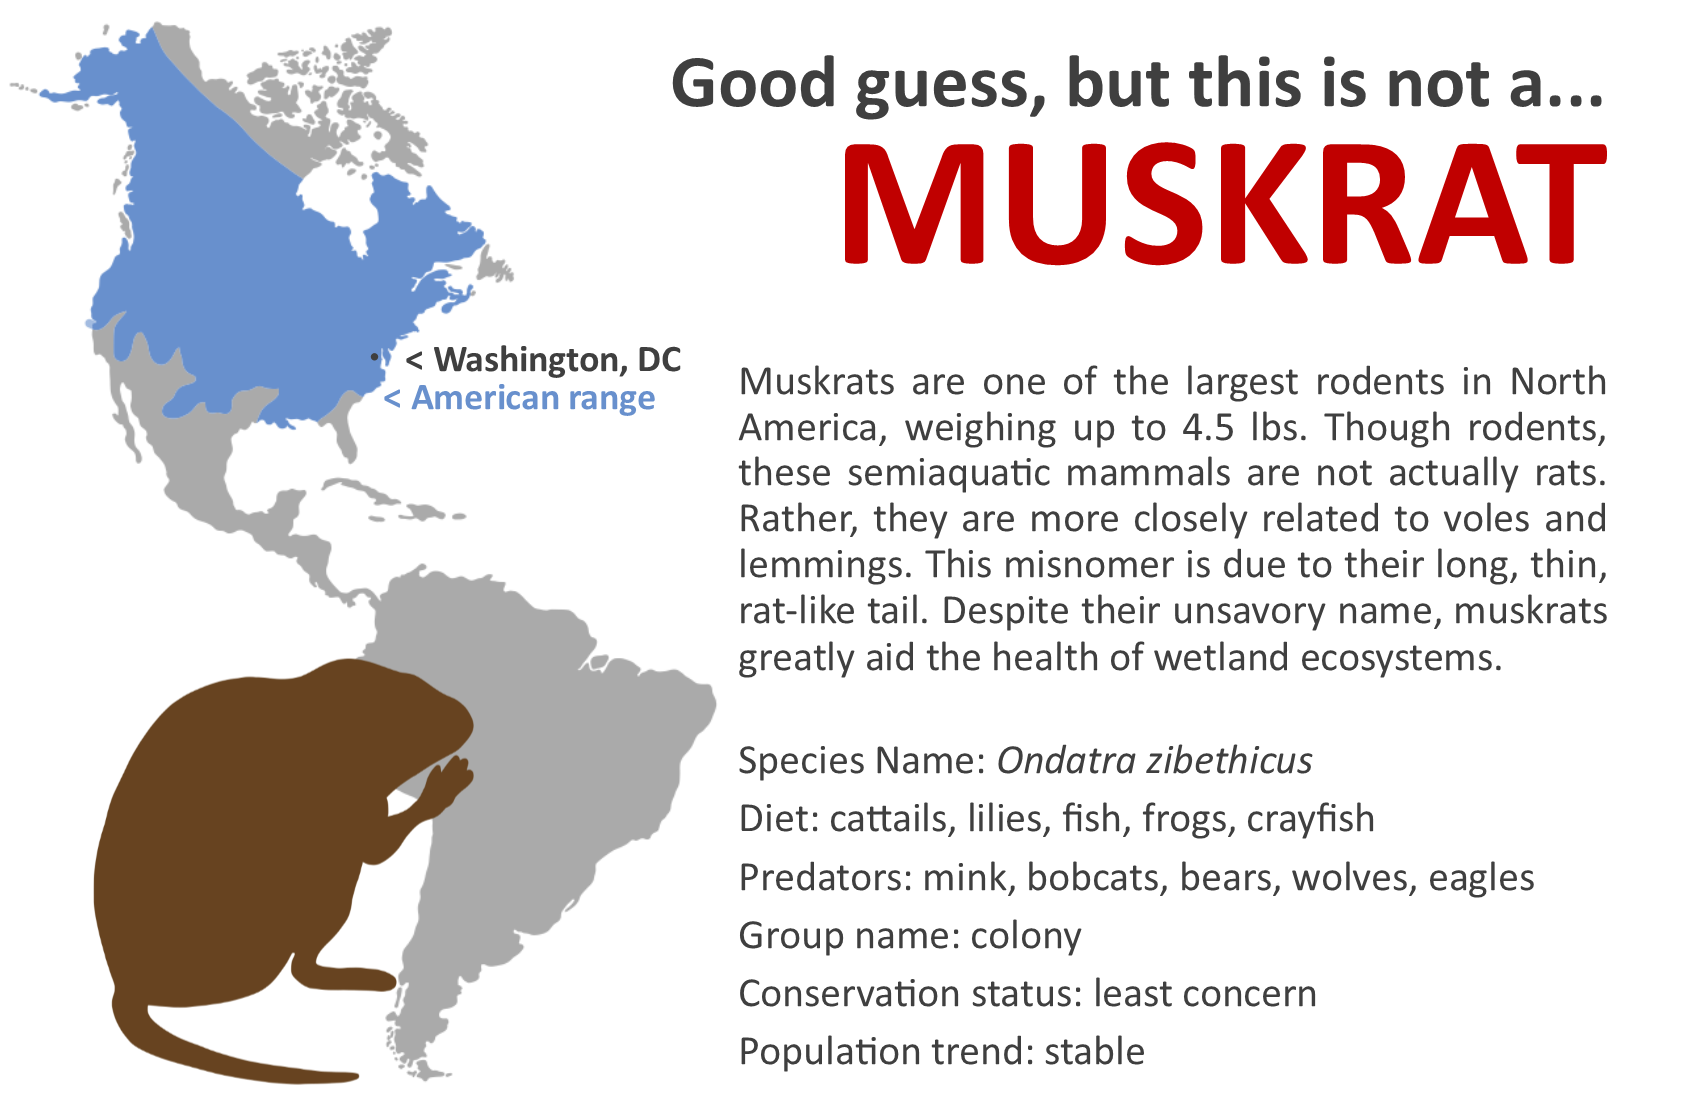 Good guess, but this is not a...
MUSKRAT
< Washington, DC
< American range
Muskrats are one of the largest rodents in North
America, weighing up to 4.5 lbs. Though rodents,
these semiaquatic mammals are not actually rats.
Rather, they are more closely related to voles and
lemmings. This misnomer is due to their long, thin,
rat-like tail. Despite their unsavory name, muskrats
greatly aid the health of wetland ecosystems.
Species Name: Ondatra zibethicus
Diet: cattails, lilies, fish, frogs, crayfish
Predators: mink, bobcats, bears, wolves, eagles
Group name: colony
Conservation status: least concern
Population trend: stable